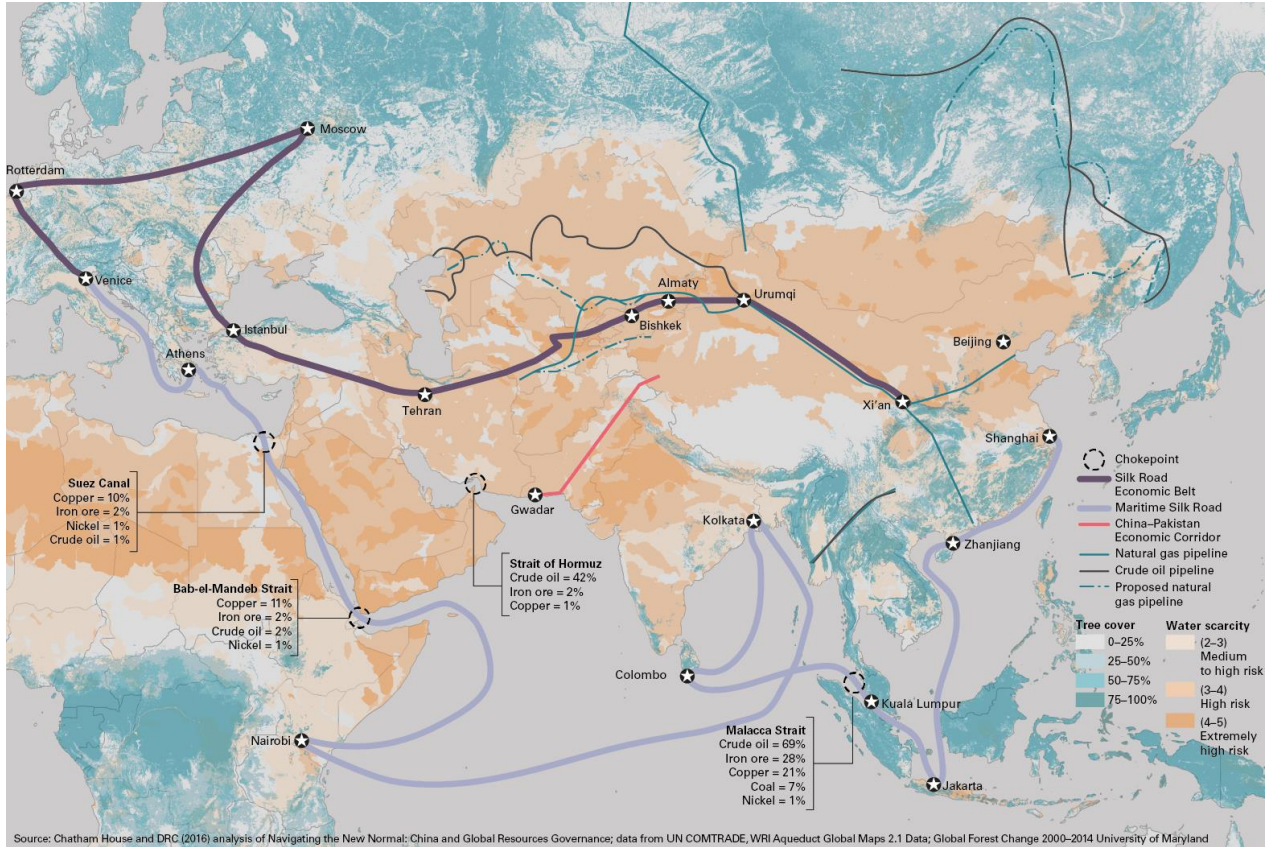 Moscow
Rotterdam
Venice
Istanbul
Athens
Tehran
Almaty
Urumqi
Bishkek
Beijing
Xi'an
Shanghai
Gwadar
Kolkata
Zhanjiang
Colombo
Kuala Lumpur
Nairobi
Jakarta
Suez Canal
Copper = 10%
Iron ore = 2%
Nickel = 1%
Crude oil = 1%
Strait of Hormuz
Crude oil = 42%
Iron ore = 2%
Copper = 1%
Bab-el-Mandeb Strait
Copper = 11%
Iron ore = 2%
Crude oil = 2%
Nickel = 1%
Malacca Strait
Crude oil = 69%
Iron ore = 28%
Copper = 21%
Coal = 7%
Nickel = 1%
Chokepoint
Silk Road
Economic Belt
Maritime Silk Road
China–Pakistan
Economic Corridor
Natural gas pipeline
Crude oil pipeline
Proposed natural
gas pipeline
Tree cover
0–25%
25–50%
50–75%
75–100%
Water scarcity
(2–3)
Medium
to high risk
(3–4)
High risk
(4–5)
Extremely
high risk
Source: Chatham House and DRC (2016) analysis of Navigating the New Normal: China and Global Resources Governance; data from UN COMTRADE, WRI Aqueduct Global Maps 2.1 Data; Global Forest Change 2000–2014 University of Maryland